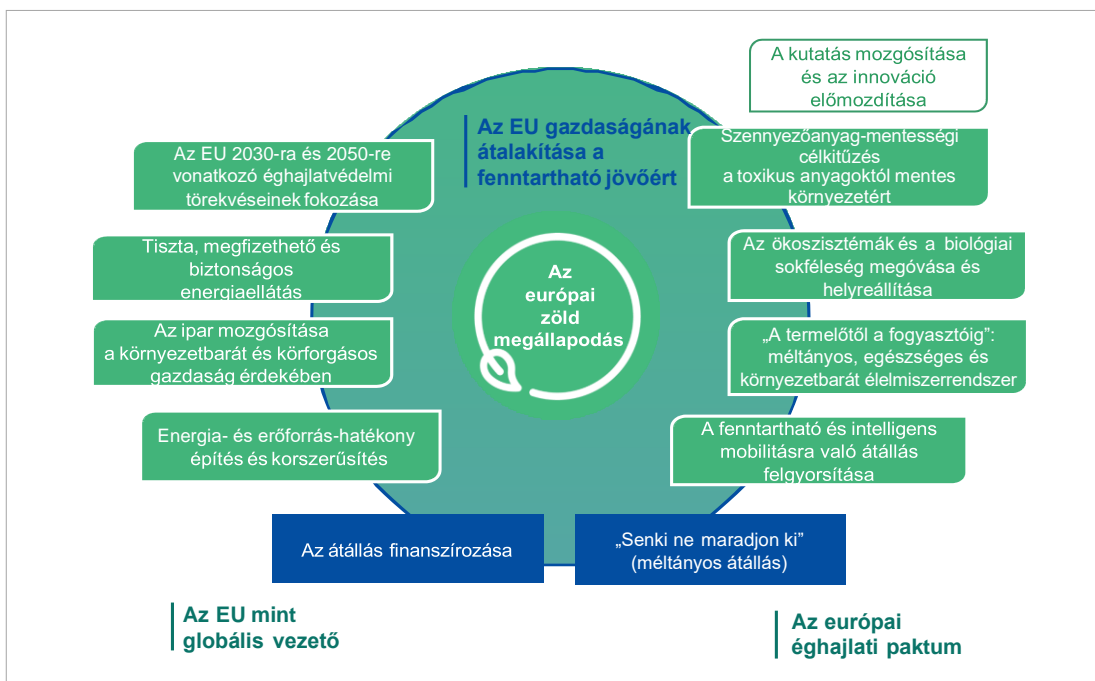 A kutatás mozgósítása
és az innováció
előmozdítása
Az EU gazdaságának
átalakítása a
fenntartható jövőért
Az EU 2030-ra és 2050-re
vonatkozó éghajlatvédelmi
törekvéseinek fokozása
Tiszta, megfizethető és
biztonságos
energiaellátás
Az ipar mozgósítása
a környezetbarát és körforgásos
gazdaság érdekében
Energia- és erőforrás-hatékony
építés és korszerűsítés
Az
európai
zöld
megállapodás
Szennyezőanyag-mentességi
célkitűzés
a toxikus anyagoktól mentes
környezetért
Az ökoszisztémák és a biológiai
sokféleség megóvása és
helyreállítása
„A termelőtől a fogyasztóig”:
méltányos, egészséges és
környezetbarát élelmiszerrendszer
A fenntartható és intelligens
mobilitásra való átállás
felgyorsítása
Az átállás finanszírozása
„Senki ne maradjon ki”
(méltányos átállás)
Az EU mint
globális vezető
Az európai
éghajlati paktum